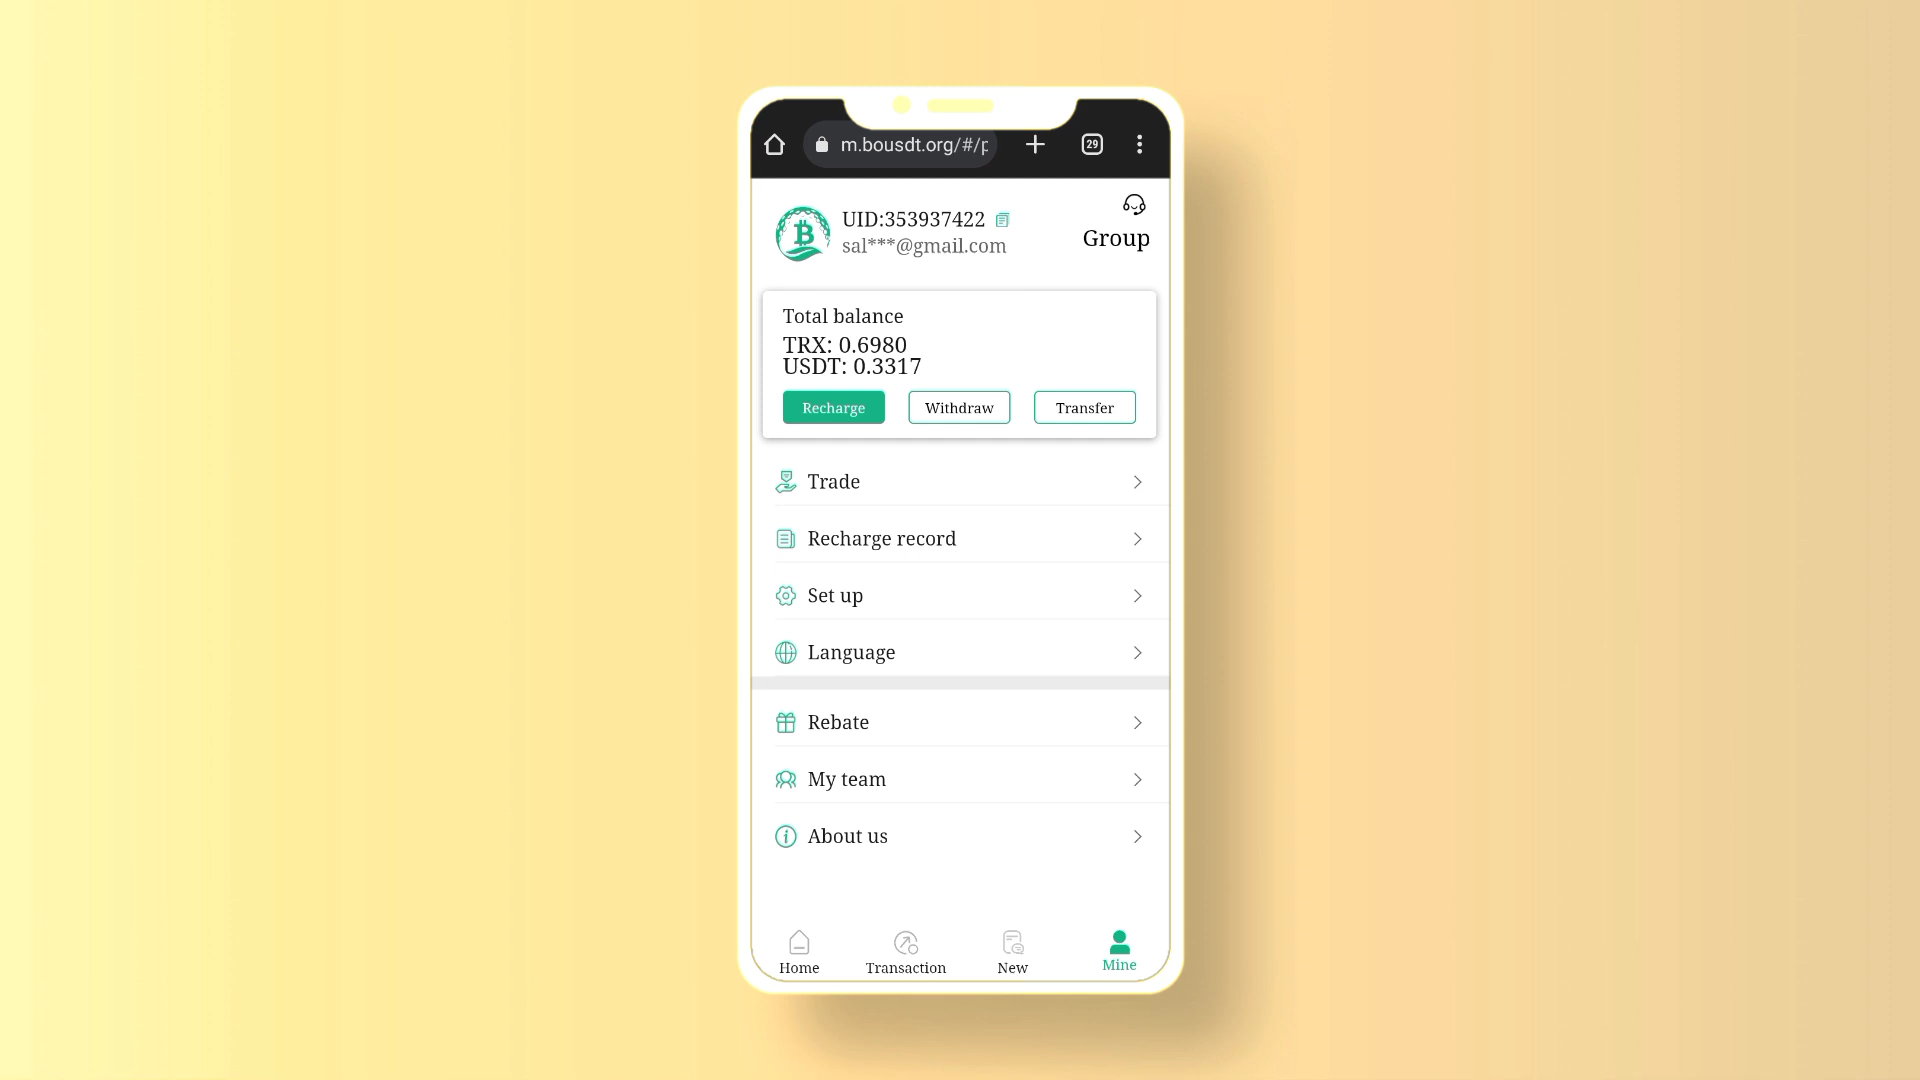 m.bousdt.org/#/p
29
UID:353937422
sal***@gmail.com
Group
Total balance
TRX: 0.6980
USDT: 0.3317
Recharge
Withdraw
Transfer
Trade
Recharge record
Set up
Language
Rebate
My team
About us
Home
Transaction
New
Mine